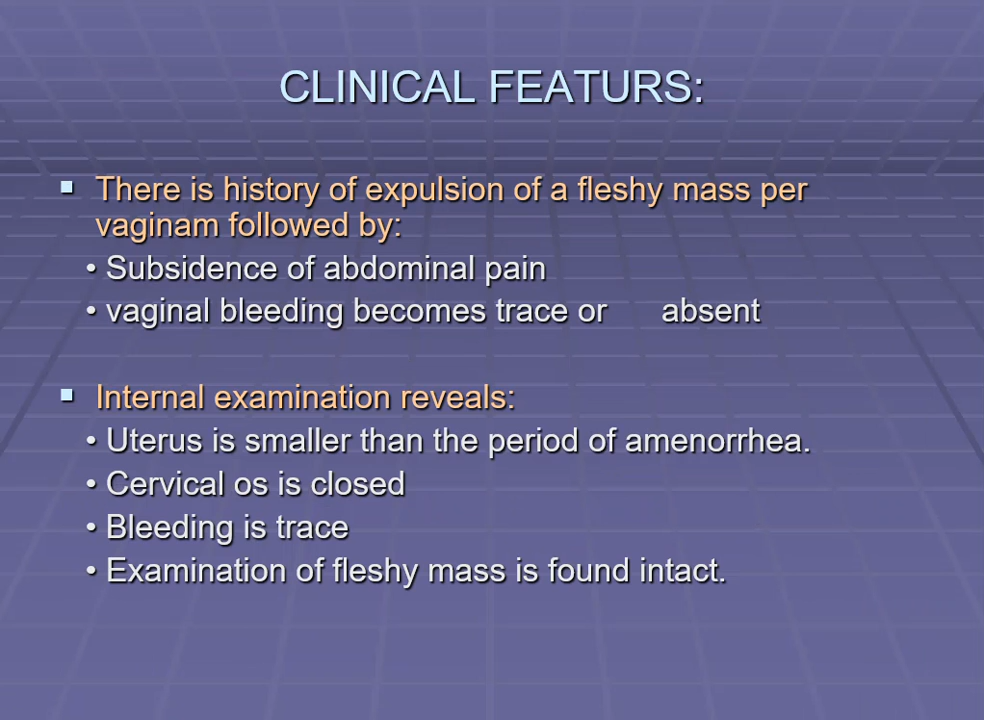 CLINICAL FEATURS:
▪ There is history of expulsion of a fleshy mass per
vaginam followed by:
• Subsidence of abdominal pain
• vaginal bleeding becomes trace or absent
▪ Internal examination reveals:
• Uterus is smaller than the period of amenorrhea.
• Cervical os is closed
• Bleeding is trace
• Examination of fleshy mass is found intact.